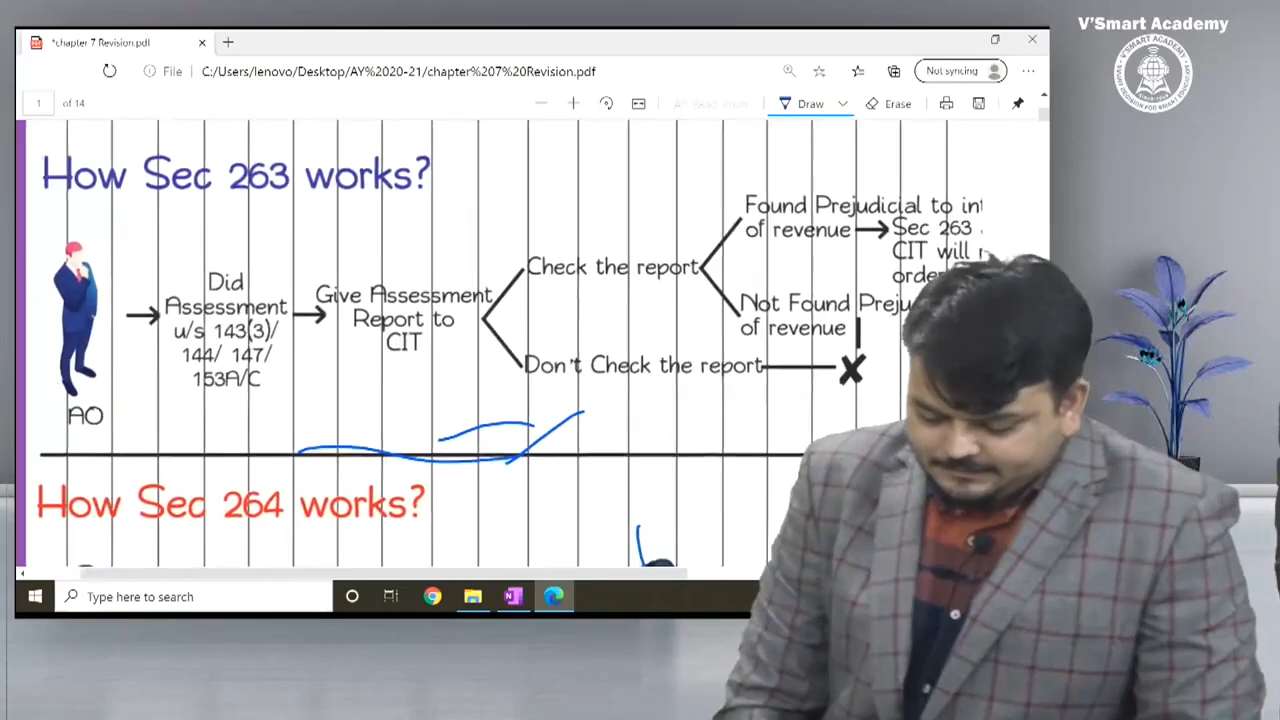 V'Smart Academy
*chapter 7 Revision.pdf
File C:/Users/lenovo/Desktop/AY%2020-21/chapter%207%20Revision.pdf
Not syncing
1 of 14
Draw
Erase
How Sec 263 works?
Found Prejudicial to int
of revenue
Sec 263
CIT will
order
Check the report
Did
Assessment
u/s 143(3)/
144/ 147/
153A/C
Give Assessment
Report to
CIT
Not Found Preju
of revenue
Don't Check the report
AO
How Sec 264 works?
Type here to search